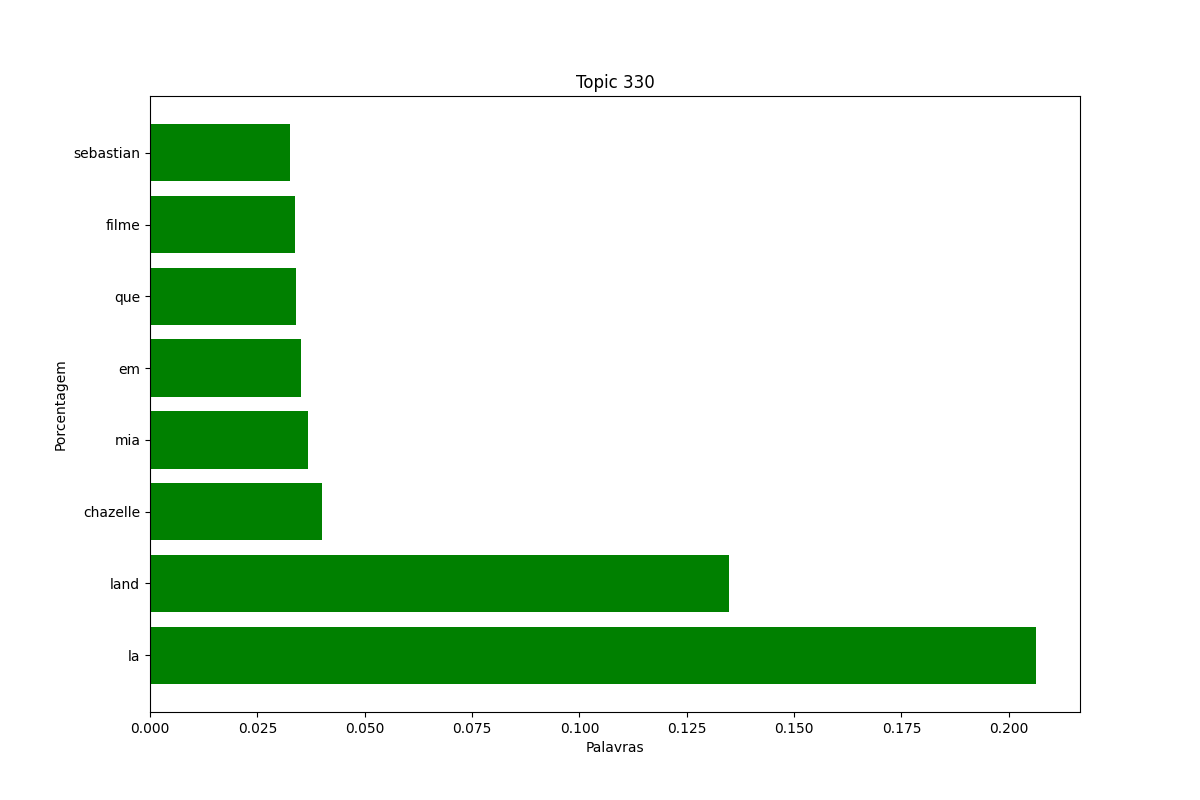 Topic 330
Porcentagem
sebastian
filme
que
em
mia
chazelle
land
la
0.000 0.025 0.050 0.075 0.100 0.125 0.150 0.175 0.200
Palavras